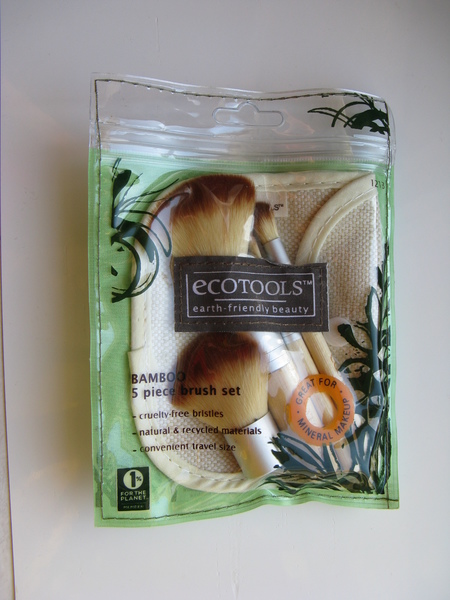 1213
ecoTOOLS™
earth-friendly beauty
BAMBOO
5 piece brush set
- cruelty-free bristles
- natural & recycled materials
- convenient travel size
GREAT FOR
MINERAL MAKEUP
1%
FOR THE
PLANET